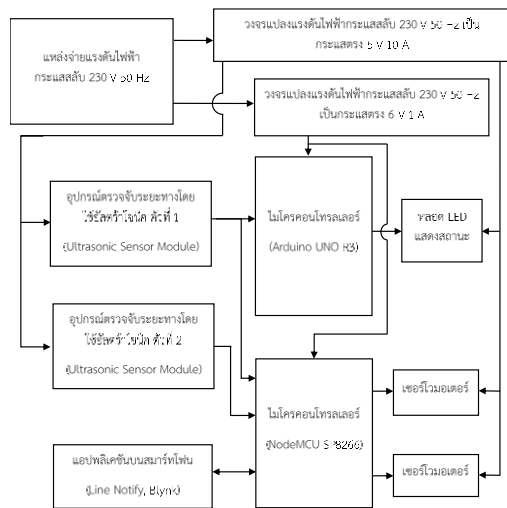 วงจรแปลงแรงดันไฟฟ้ากระแสสลับ 230 V 50 Hz เป็น
กระแสตรง 5 V 10 A
แหล่งจ่ายแรงดันไฟฟ้า
กระแสสลับ 230 V 50 Hz
วงจรแปลงแรงดันไฟฟ้ากระแสสลับ 230 V 50 Hz
เป็นกระแสตรง 6 V 1 A
อุปกรณ์ตรวจจับระยะทางโดย
ใช้อัลตร้าโซนิค ตัวที่ 1
(Ultrasonic Sensor Module)
ไมโครคอนโทรลเลอร์
(Arduino UNO R3)
หลอด LED
แสดงสถานะ
อุปกรณ์ตรวจจับระยะทางโดย
ใช้อัลตร้าโซนิค ตัวที่ 2
(Ultrasonic Sensor Module)
ไมโครคอนโทรลเลอร์
(NodeMCU SP8266)
เซอร์โวมอเตอร์
แอปพลิเคชันบนสมาร์ทโฟน
(Line Notify, Blynk)
เซอร์โวมอเตอร์